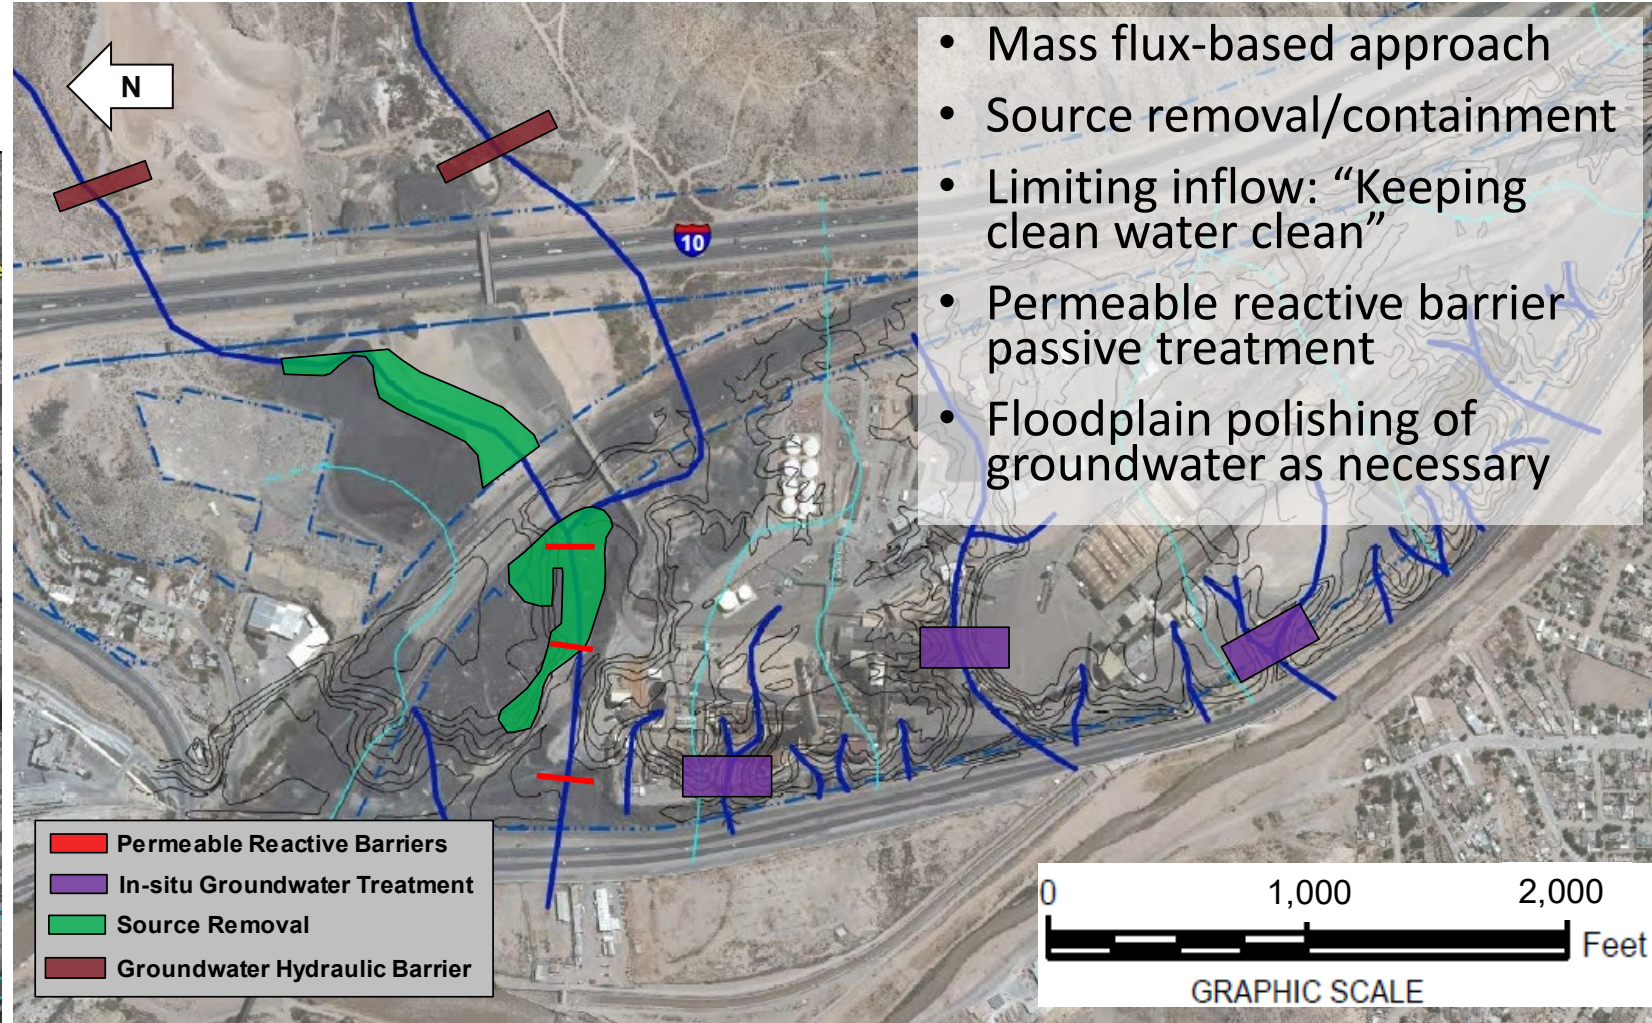 • Mass flux-based approach
• Source removal/containment
• Limiting inflow: “Keeping
clean water clean”
• Permeable reactive barrier
passive treatment
• Floodplain polishing of
groundwater as necessary
N
10
Permeable Reactive Barriers
In-situ Groundwater Treatment
Source Removal
Groundwater Hydraulic Barrier
0 1,000 2,000
Feet
GRAPHIC SCALE